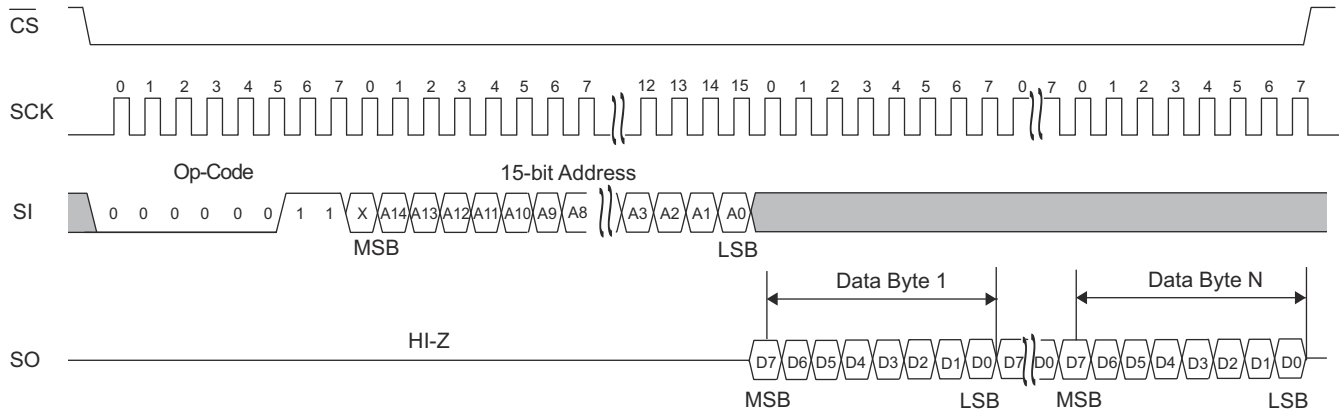 CS
0 1 2 3 4 5 6 7 0 1 2 3 4 5 6 7 12 13 14 15 0 1 2 3 4 5 6 7 0 7 0 1 2 3 4 5 6 7
SCK
Op-Code 15-bit Address
SI 0 0 0 0 0 0 1 1 X A14 A13 A12 A11 A10 A9 A8 A3 A2 A1 A0
MSB LSB
Data Byte 1 Data Byte N
HI-Z
SO D7 D6 D5 D4 D3 D2 D1 D0 D7 D0 D7 D6 D5 D4 D3 D2 D1 D0
MSB LSB MSB LSB